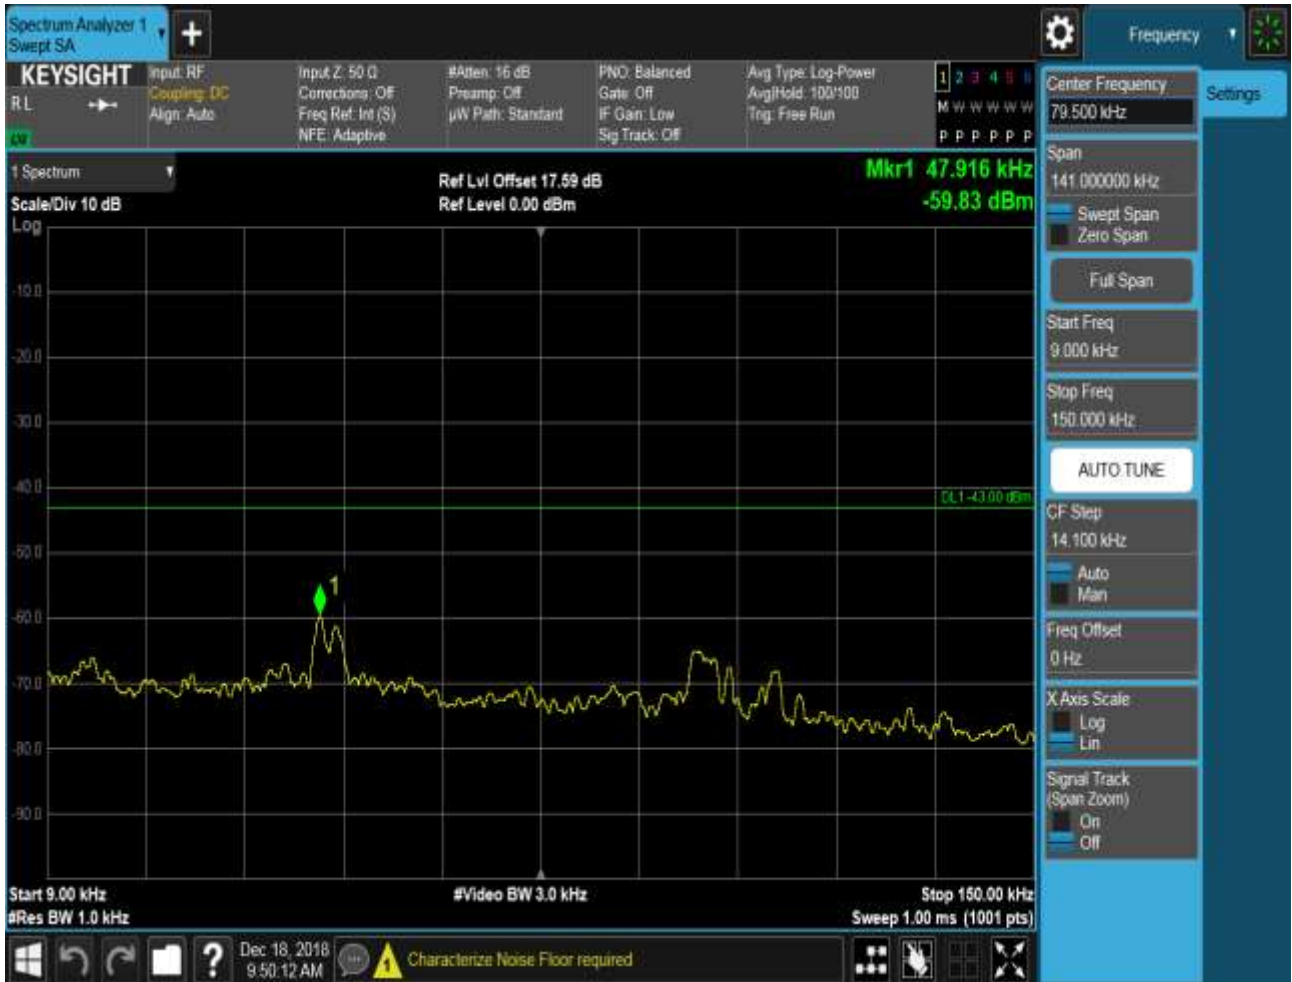 Spectrum Analyzer 1
Swept SA
Frequency
KEYSIGHT
R L
Input: RF
Coupling: DC
Align: Auto
Input Z: 50 Ω
Corrections: Off
Freq Ref: Int (S)
NFE: Adaptive
#Atten: 16 dB
Preamp: Off
µW Path: Standard
PNO: Balanced
Gate: Off
IF Gain: Low
Sig Track: Off
Avg Type: Log-Power
Avg|Hold: 100/100
Trig: Free Run
1 2 3 4 5 6
M W W W W W
P P P P P P
1 Spectrum
Scale/Div 10 dB
Log
Ref Lvl Offset 17.59 dB
Ref Level 0.00 dBm
Mkr1 47.916 kHz
-59.83 dBm
-10.0
-20.0
-30.0
-40.0
DL1 -43.00 dBm
-50.0
1
-60.0
-70.0
-80.0
-90.0
Start 9.00 kHz
#Res BW 1.0 kHz
#Video BW 3.0 kHz
Stop 150.00 kHz
Sweep 1.00 ms (1001 pts)
Center Frequency
79.500 kHz
Settings
Span
141.000000 kHz
Swept Span
Zero Span
Full Span
Start Freq
9.000 kHz
Stop Freq
150.000 kHz
AUTO TUNE
CF Step
14.100 kHz
Auto
Man
Freq Offset
0 Hz
X Axis Scale
Log
Lin
Signal Track
(Span Zoom)
On
Off
?
Dec 18, 2018
9:50:12 AM
Characterize Noise Floor required